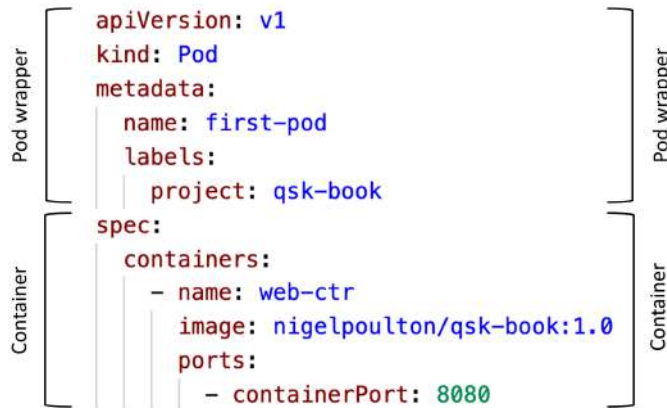 Pod wrapper
apiVersion: v1
kind: Pod
metadata:
name: first-pod
labels:
project: qsk-book
Pod wrapper
Container
spec:
containers:
- name: web-ctr
image: nigelpoulton/qsk-book:1.0
ports:
- containerPort: 8080
Container